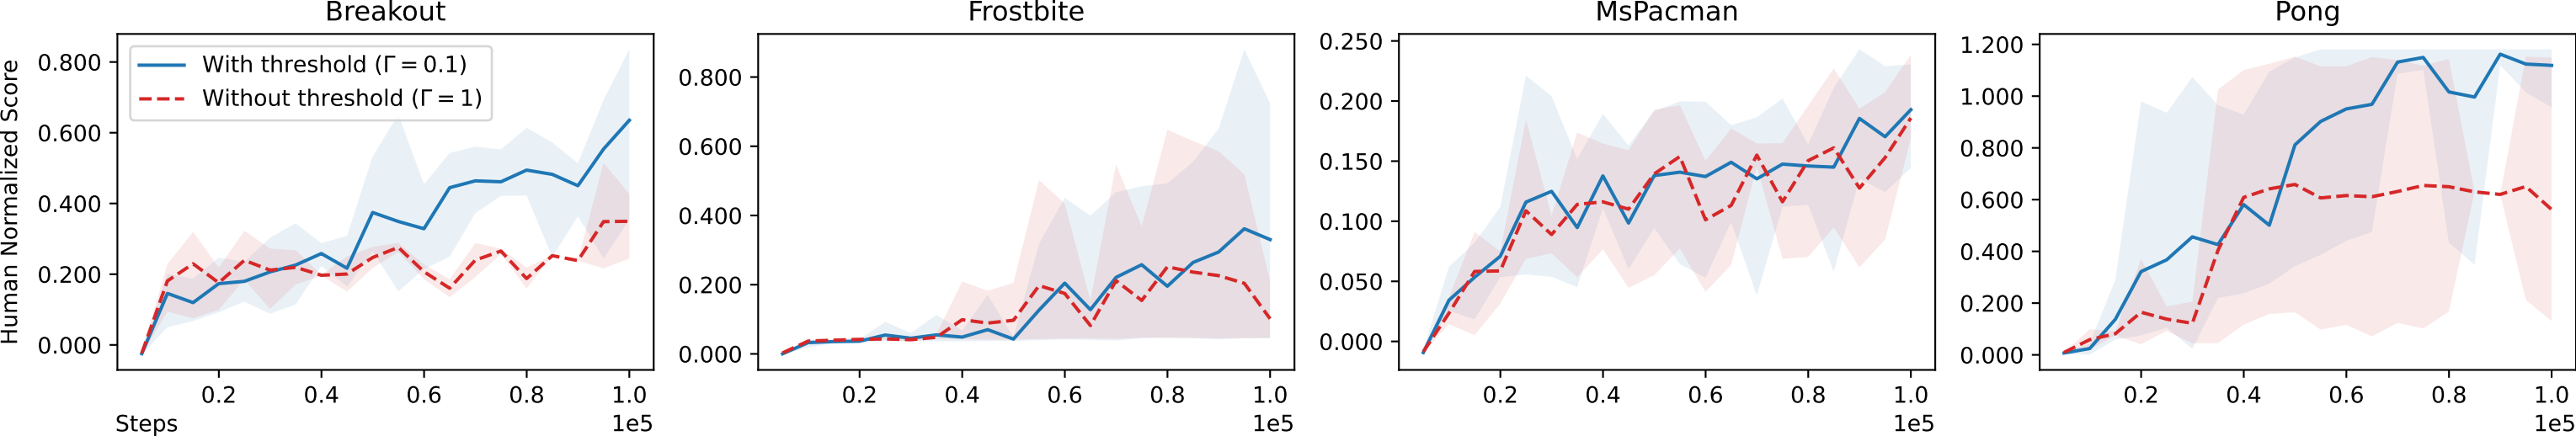 Breakout
Human Normalized Score
0.800
0.600
0.400
0.200
0.000
With threshold (Γ = 0.1)
Without threshold (Γ = 1)
0.2 0.4 0.6 0.8 1.0
Steps 1e5
Frostbite
0.800
0.600
0.400
0.200
0.000
0.2 0.4 0.6 0.8 1.0
1e5
MsPacman
0.250
0.200
0.150
0.100
0.050
0.000
0.2 0.4 0.6 0.8 1.0
1e5
Pong
1.200
1.000
0.800
0.600
0.400
0.200
0.000
0.2 0.4 0.6 0.8 1.0
1e5